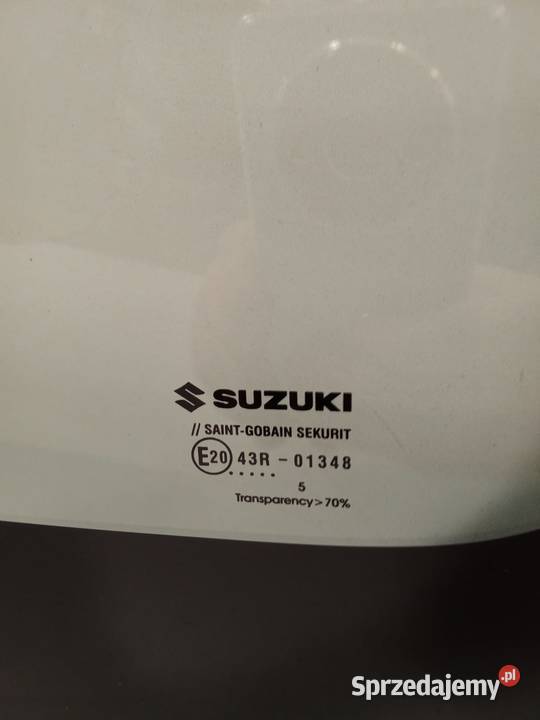 SUZUKI
// SAINT-GOBAIN SEKURIT
E20 43R - 01348
.....
5
Transparency>70%
Sprzedajemy.pl